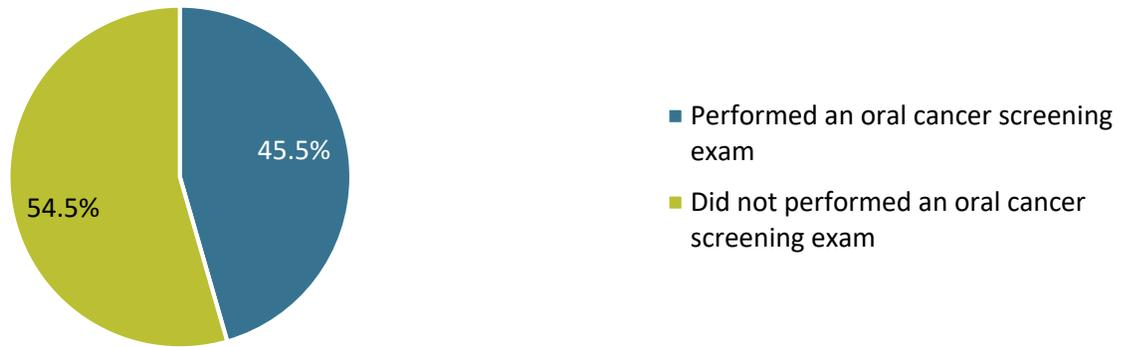 45.5%
54.5%
Performed an oral cancer screening
exam
Did not performed an oral cancer
screening exam